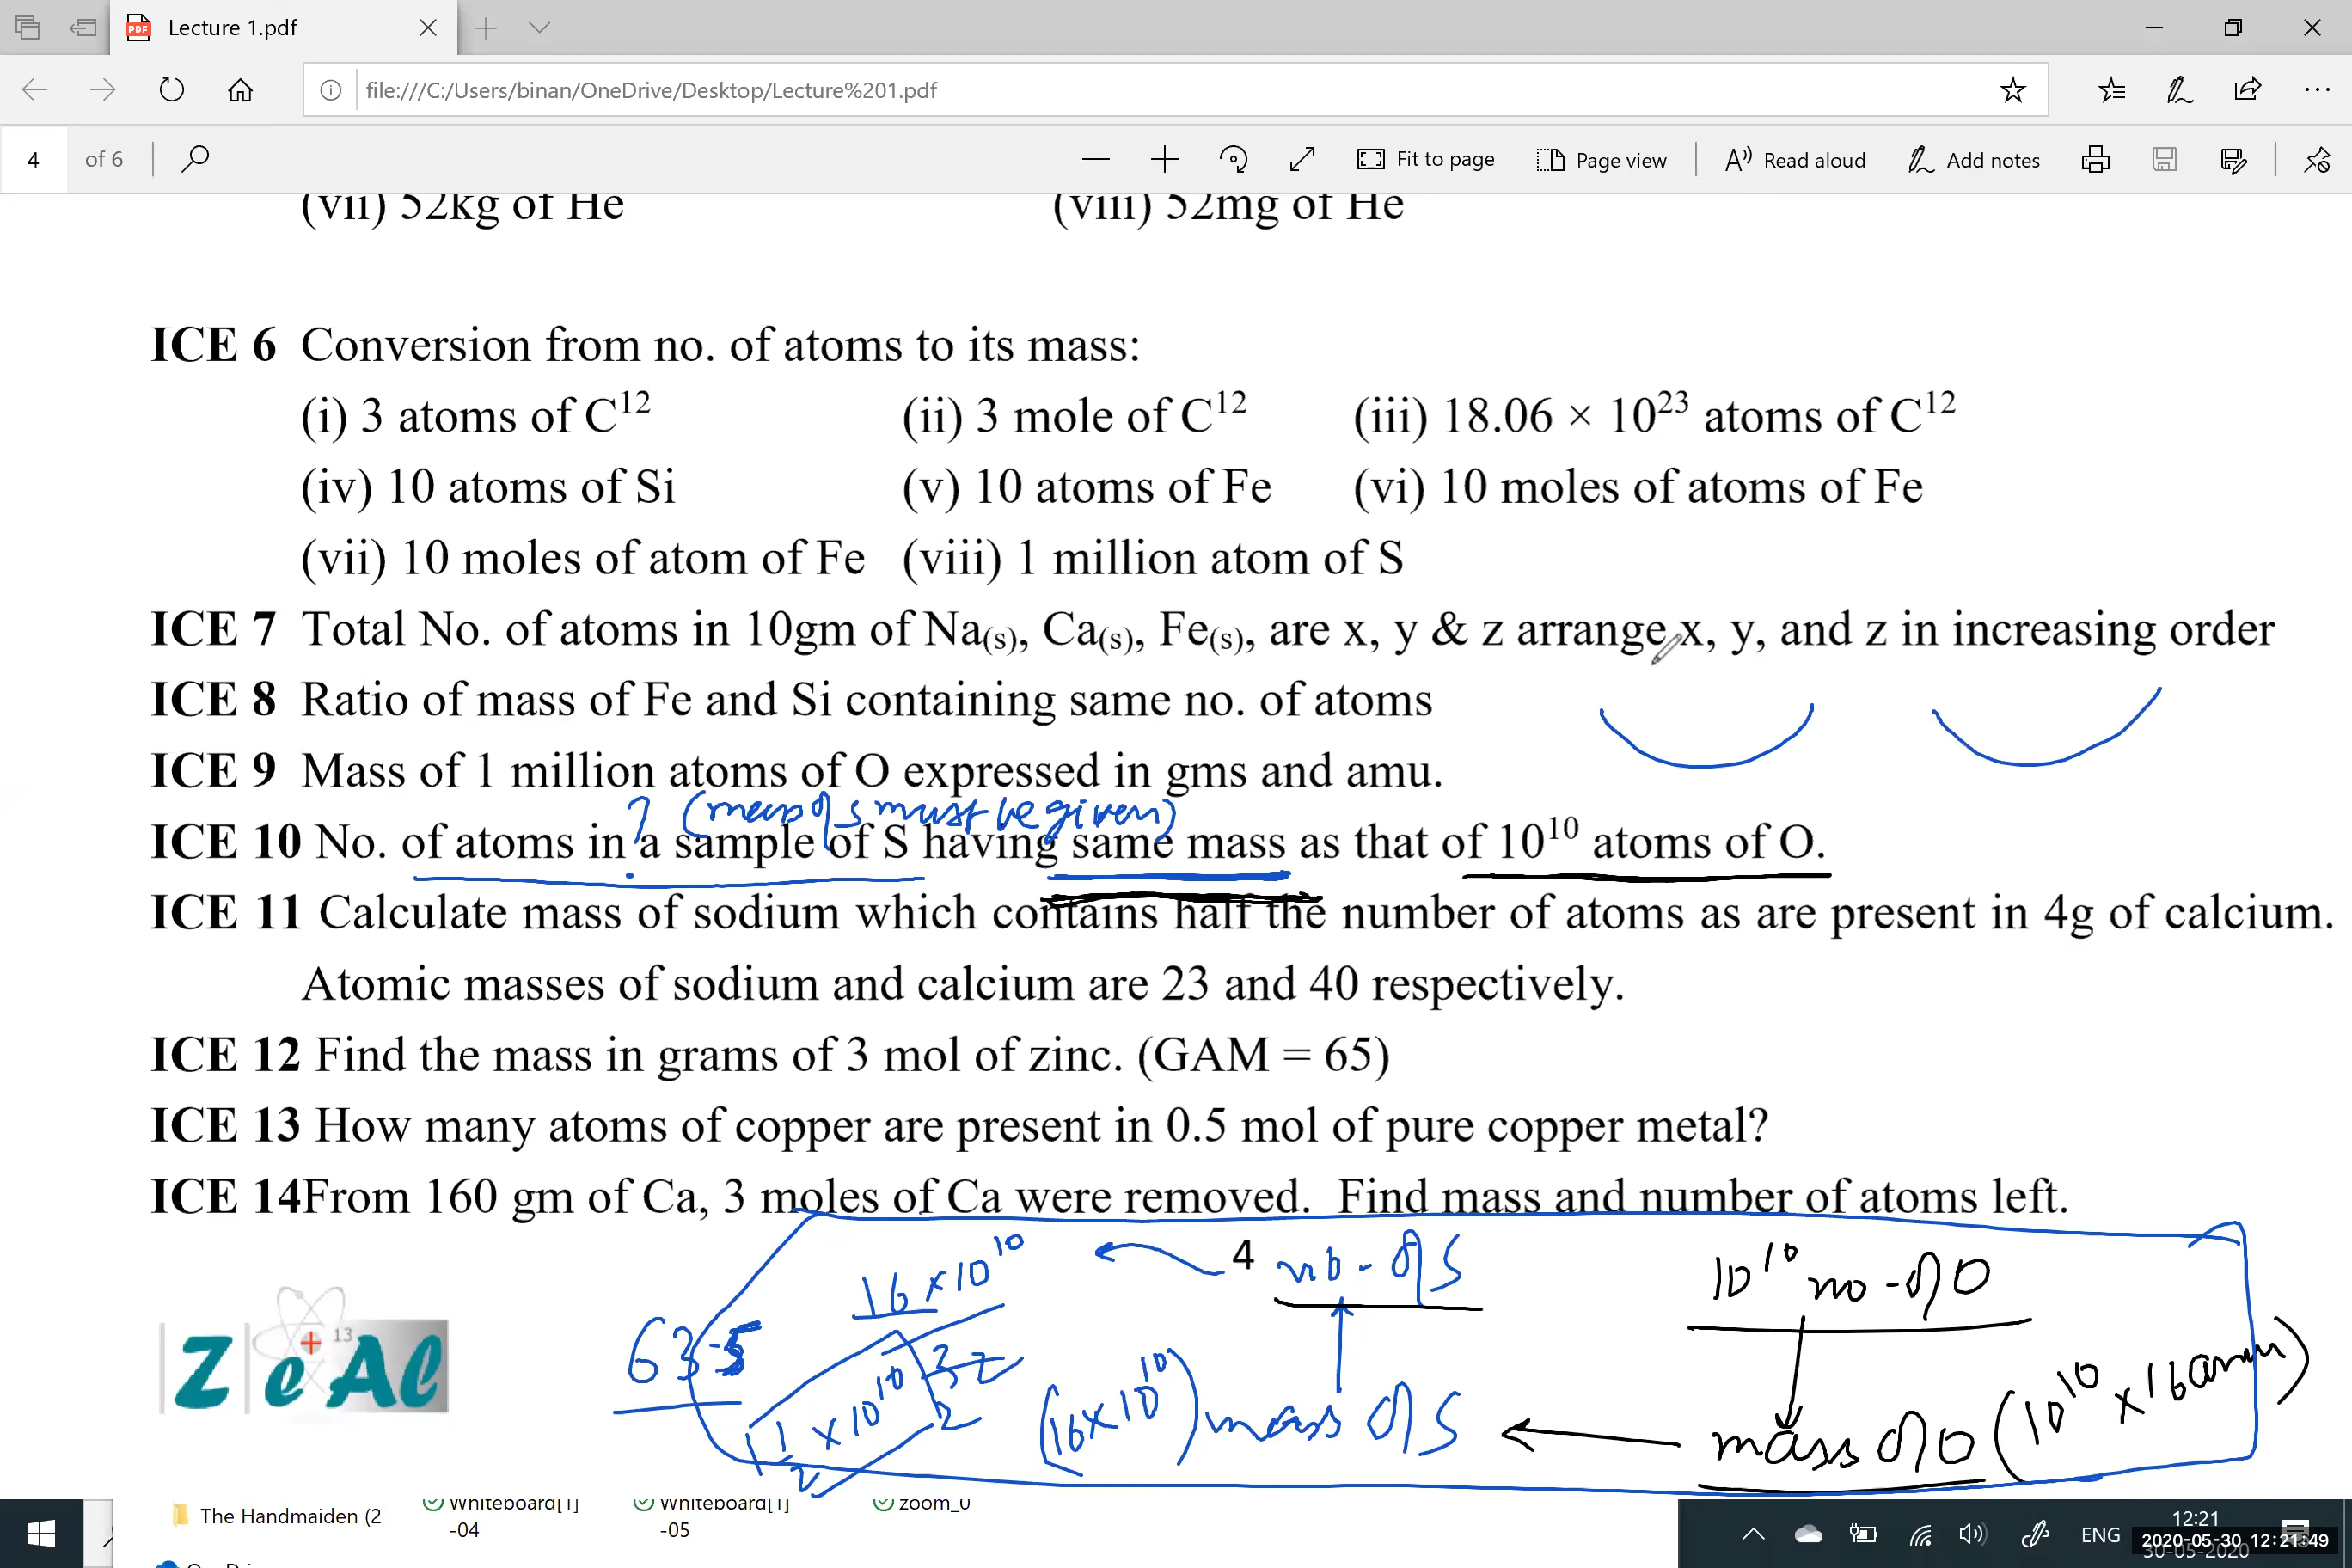 Lecture 1.pdf
file:///C:/Users/binan/OneDrive/Desktop/Lecture%201.pdf
4 of 6 Fit to page Page view Read aloud Add notes
(vii) 52kg of He (viii) 52mg of He
ICE 6 Conversion from no. of atoms to its mass:
(i) 3 atoms of C¹² (ii) 3 mole of C¹² (iii) 18.06 × 10²³ atoms of C¹²
(iv) 10 atoms of Si (v) 10 atoms of Fe (vi) 10 moles of atoms of Fe
(vii) 10 moles of atom of Fe (viii) 1 million atom of S
ICE 7 Total No. of atoms in 10gm of Na(s), Ca(s), Fe(s), are x, y & z arrange x, y, and z in increasing order
ICE 8 Ratio of mass of Fe and Si containing same no. of atoms
ICE 9 Mass of 1 million atoms of O expressed in gms and amu.
? (mass of s must be given)
ICE 10 No. of atoms in a sample of S having same mass as that of 10¹⁰ atoms of O.
ICE 11 Calculate mass of sodium which contains half the number of atoms as are present in 4g of calcium.
Atomic masses of sodium and calcium are 23 and 40 respectively.
ICE 12 Find the mass in grams of 3 mol of zinc. (GAM = 65)
ICE 13 How many atoms of copper are present in 0.5 mol of pure copper metal?
ICE 14From 160 gm of Ca, 3 moles of Ca were removed. Find mass and number of atoms left.
16 × 10¹⁰ 4 no. of S 10¹⁰ no. of O
63.5 32
1/2 × 10¹⁰ 2 (16 × 10¹⁰) mass of S mass of O (10¹⁰ × 16 amu)
ZeAl
13
The Handmaiden (2 Whiteboard[1] Whiteboard[1] zoom_0
-04 -05
ENG 12:21
2020-05-30 12:21:49
30-05-2020